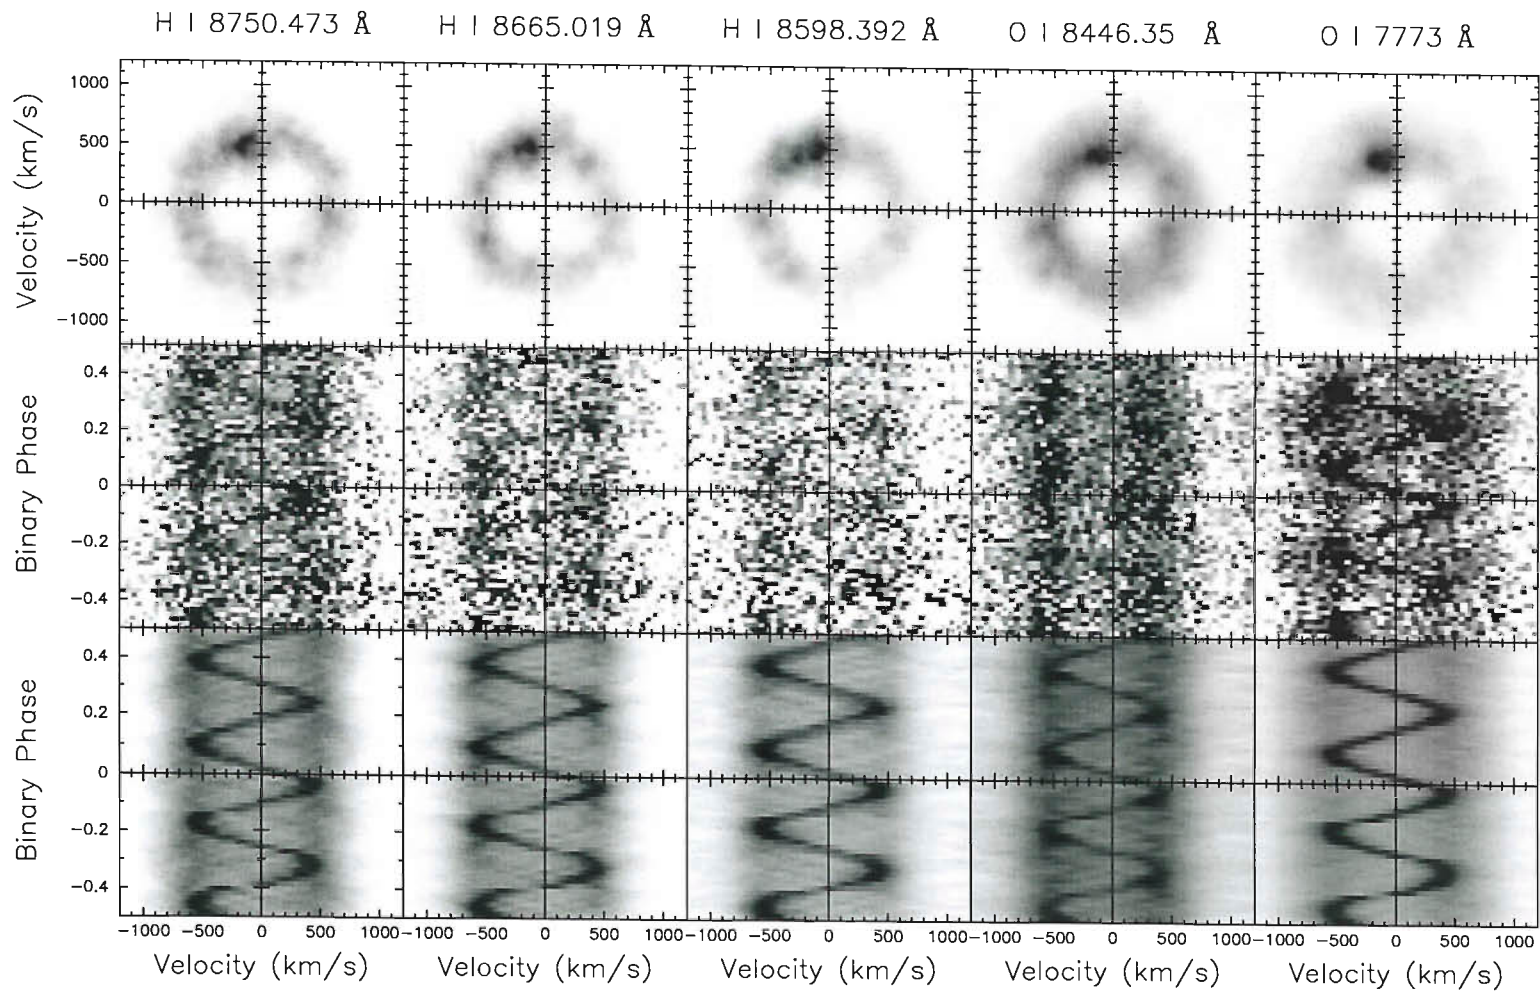 H I 8750.473 Å
H I 8665.019 Å
H I 8598.392 Å
O I 8446.35 Å
O I 7773 Å
Velocity (km/s)
1000
500
0
−500
−1000
Binary Phase
0.4
0.2
0
−0.2
−0.4
Binary Phase
0.4
0.2
0
−0.2
−0.4
−1000 −500 0 500 1000
−1000 −500 0 500 1000
−1000 −500 0 500 1000
−1000 −500 0 500 1000
−1000 −500 0 500 1000
Velocity (km/s)
Velocity (km/s)
Velocity (km/s)
Velocity (km/s)
Velocity (km/s)